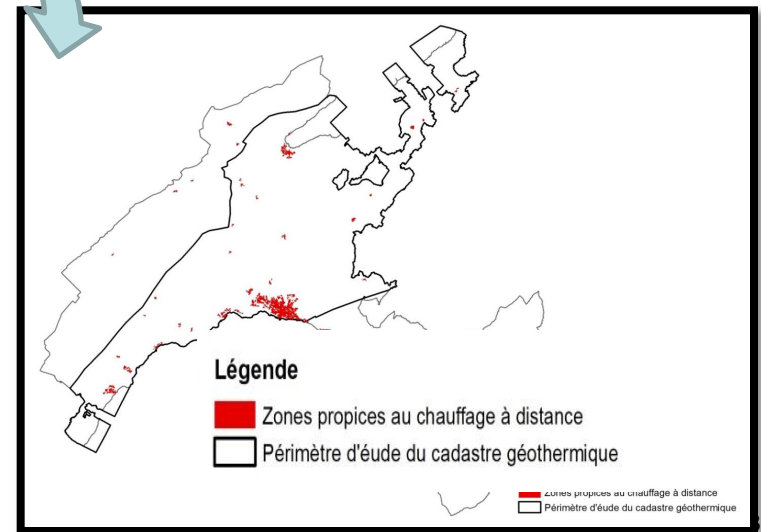 Légende
Zones propices au chauffage à distance
Périmètre d'éude du cadastre géothermique
Zones propices au chauffage à distance
Périmètre d'éude du cadastre géothermique